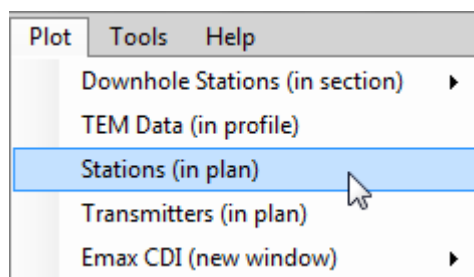 Plot Tools Help
Downhole Stations (in section)
TEM Data (in profile)
Stations (in plan)
Transmitters (in plan)
Emax CDI (new window)